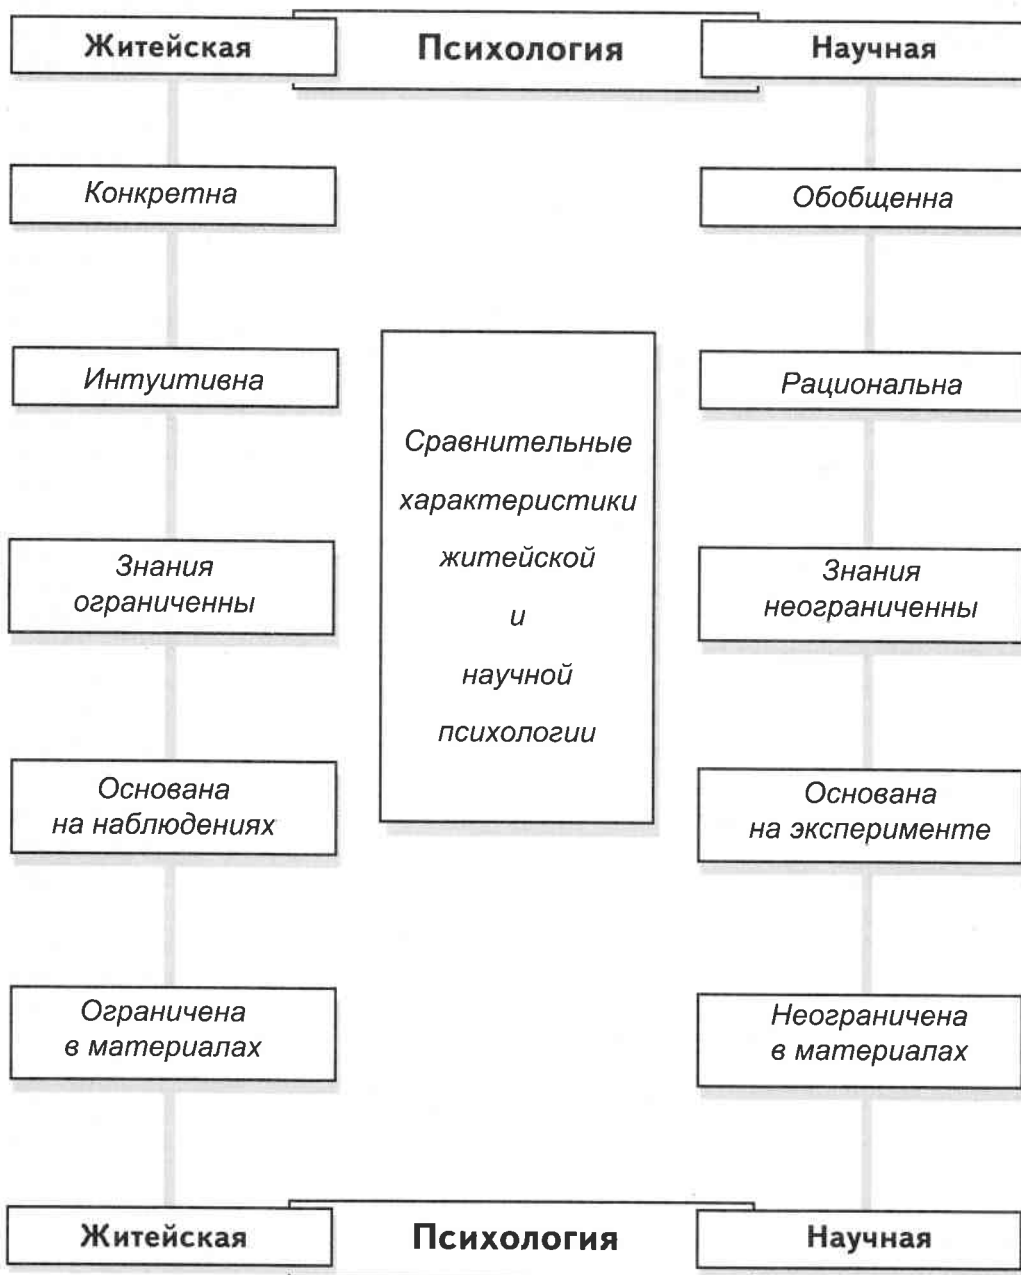 Житейская Психология Научная
Конкретна
Обобщенна
Интуитивна
Рациональна
Сравнительные
характеристики
житейской
и
научной
психологии
Знания
ограниченны
Знания
неограниченны
Основана
на наблюдениях
Основана
на эксперименте
Ограничена
в материалах
Неограничена
в материалах
Житейская Психология Научная